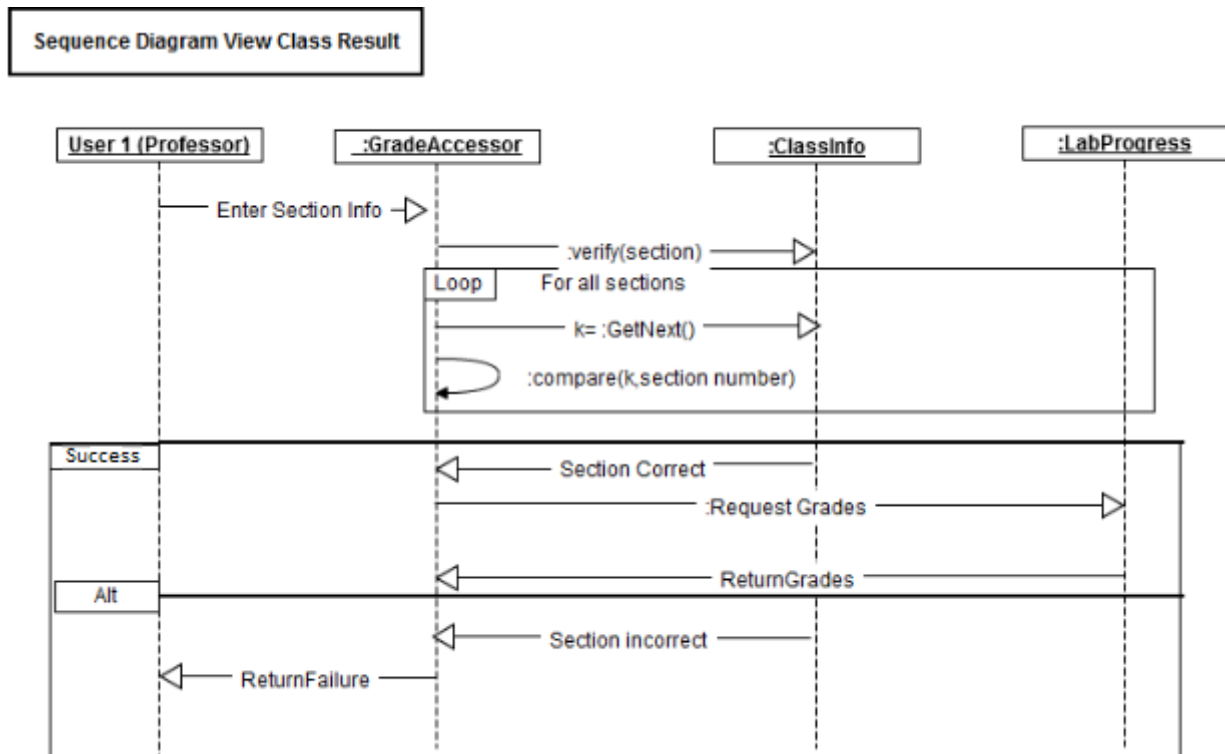 Sequence Diagram View Class Result
User 1 (Professor)
:GradeAccessor
:ClassInfo
:LabProgress
Enter Section Info
:verify(section)
Loop
For all sections
k= :GetNext()
:compare(k,section number)
Success
Section Correct
:Request Grades
ReturnGrades
Alt
Section incorrect
ReturnFailure